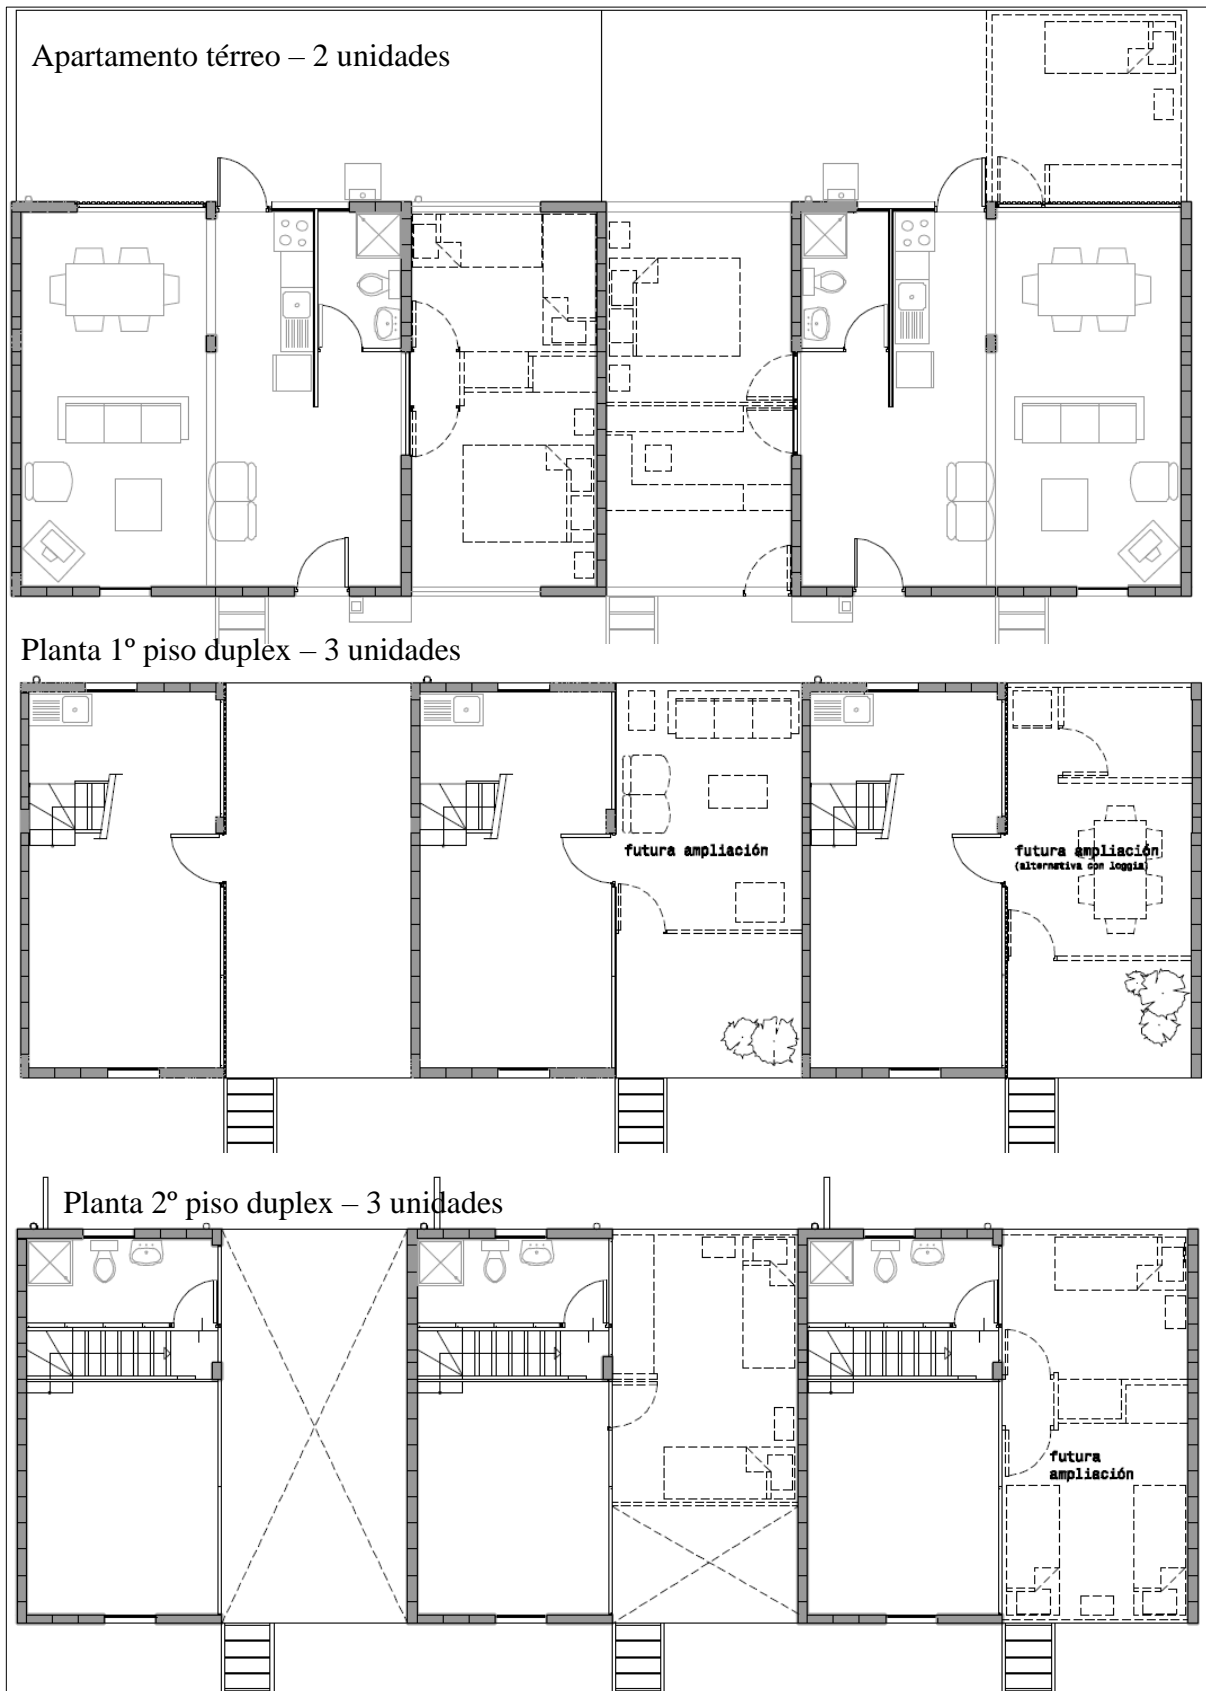 Apartamento térreo – 2 unidades
Planta 1º piso duplex – 3 unidades
futura ampliación
futura ampliación
(alternativa con loggia)
Planta 2º piso duplex – 3 unidades
futura
ampliación